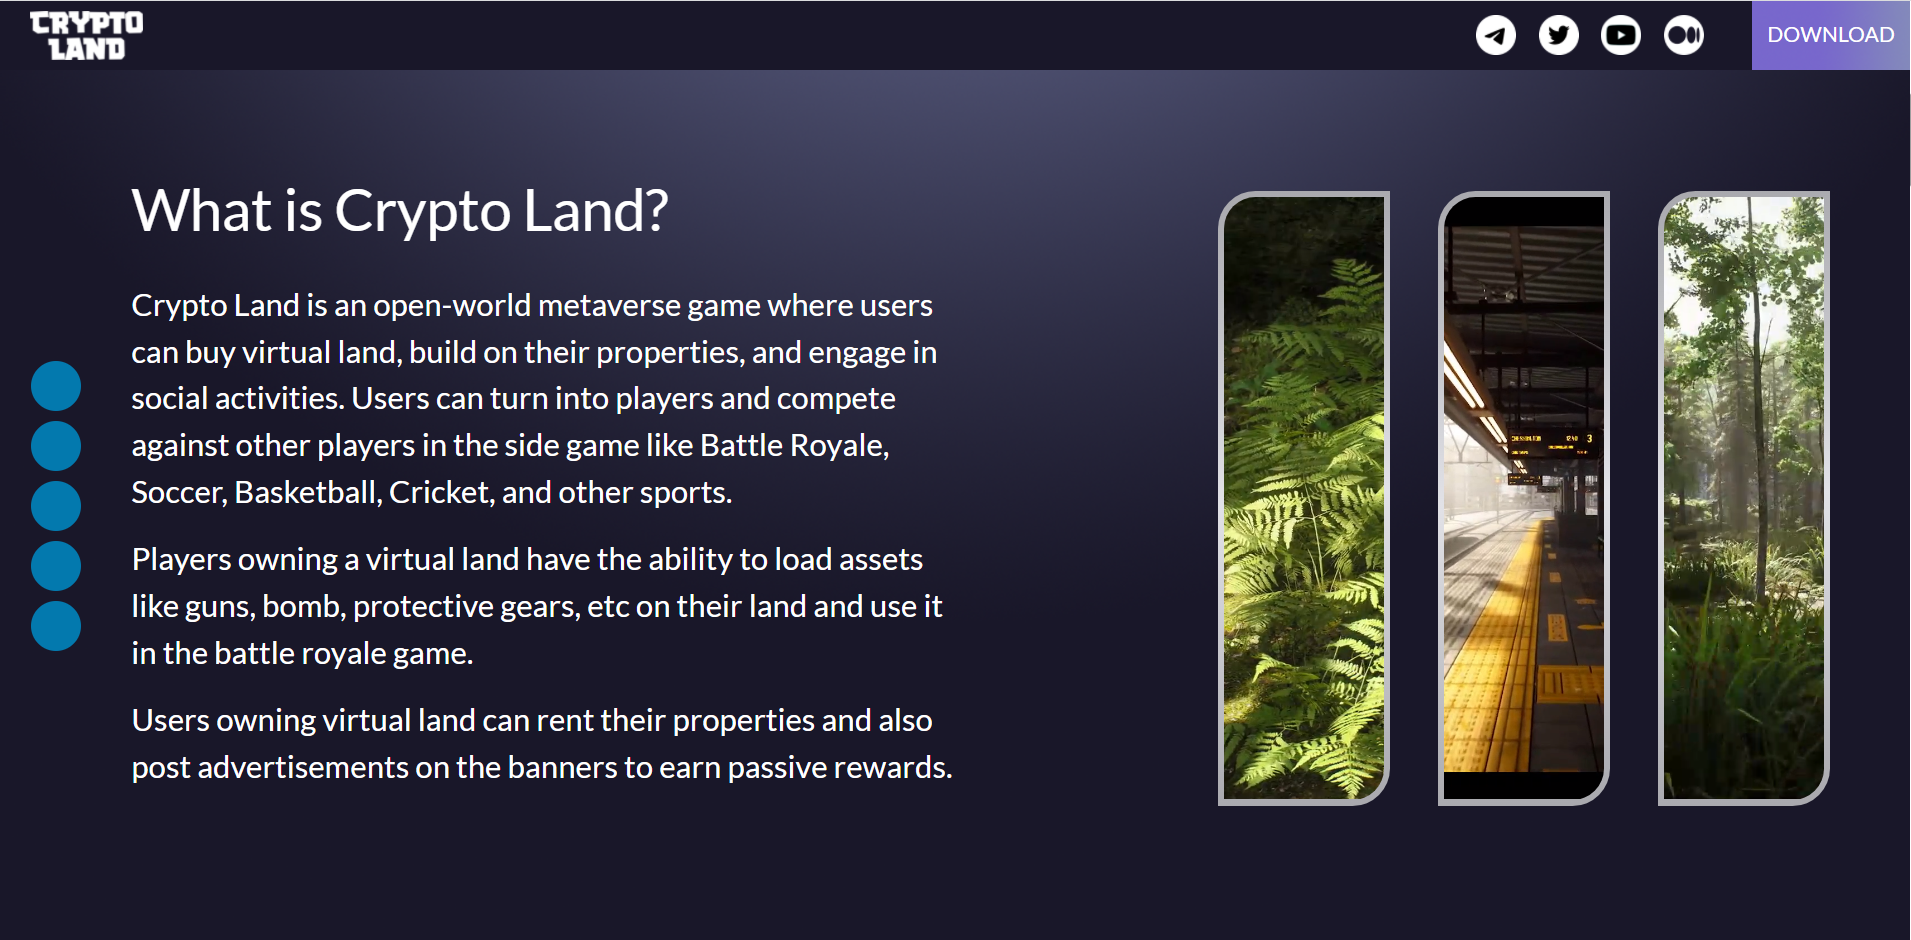 CRYPTO
LAND
DOWNLOAD
What is Crypto Land?
Crypto Land is an open-world metaverse game where users
can buy virtual land, build on their properties, and engage in
social activities. Users can turn into players and compete
against other players in the side game like Battle Royale,
Soccer, Basketball, Cricket, and other sports.
Players owning a virtual land have the ability to load assets
like guns, bomb, protective gears, etc on their land and use it
in the battle royale game.
Users owning virtual land can rent their properties and also
post advertisements on the banners to earn passive rewards.
3